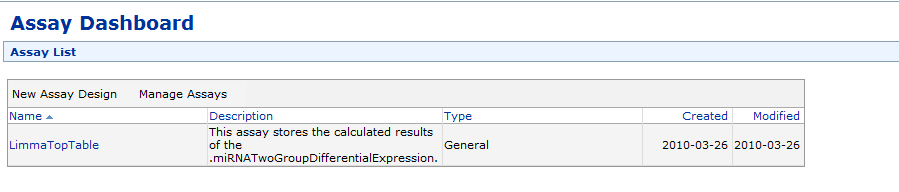 Assay Dashboard
Assay List
New Assay Design Manage Assays
Name Description Type Created Modified
LimmaTopTable This assay stores the calculated results of the .miRNATwoGroupDifferentialExpression. General 2010-03-26 2010-03-26